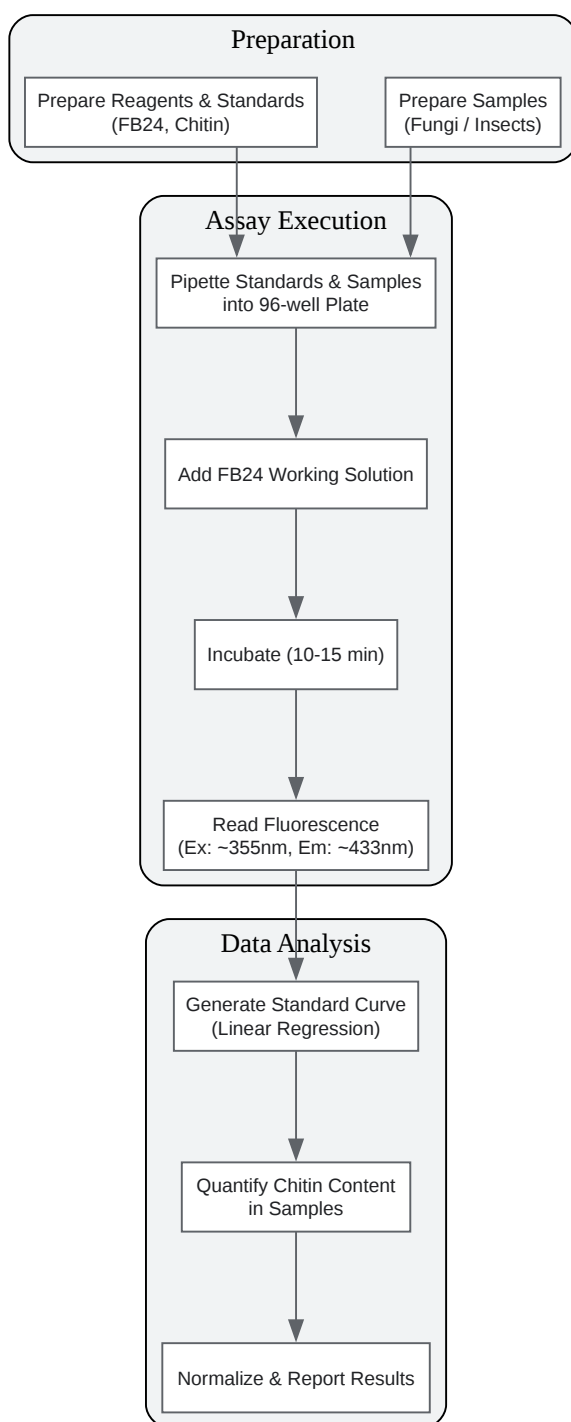 Preparation
Prepare Reagents & Standards
(FB24, Chitin)
Prepare Samples
(Fungi / Insects)
Assay Execution
Pipette Standards & Samples
into 96-well Plate
Add FB24 Working Solution
Incubate (10-15 min)
Read Fluorescence
(Ex: ~355nm, Em: ~433nm)
Data Analysis
Generate Standard Curve
(Linear Regression)
Quantify Chitin Content
in Samples
Normalize & Report Results